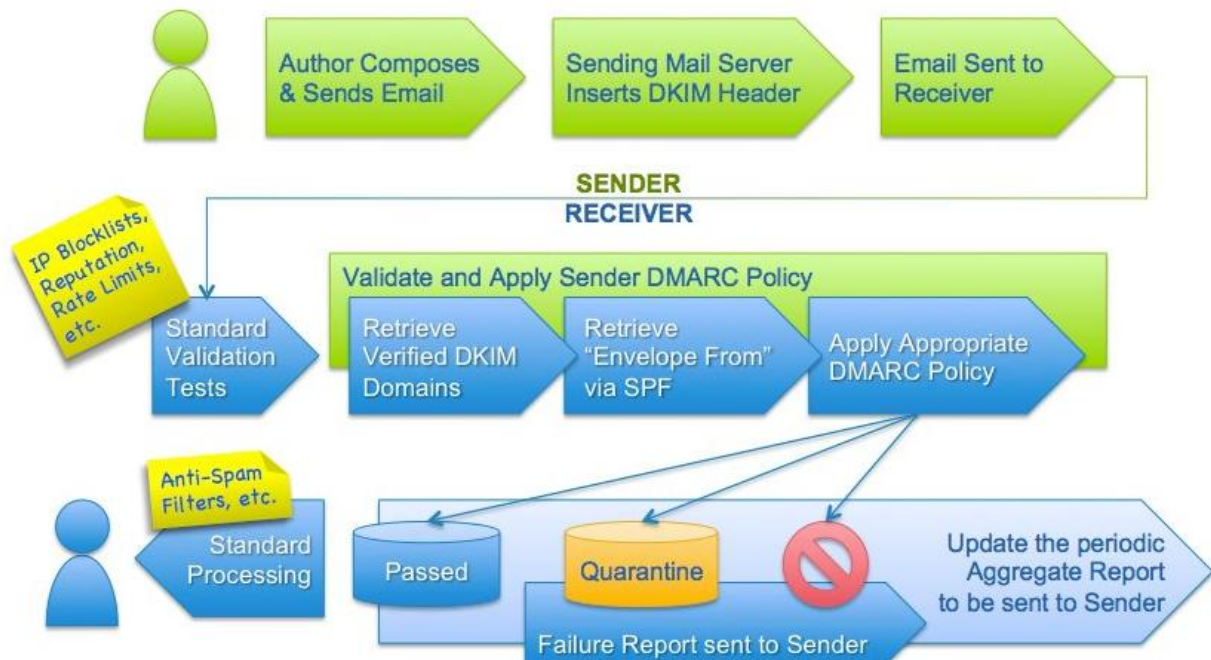 Author Composes
& Sends Email
Sending Mail Server
Inserts DKIM Header
Email Sent to
Receiver
SENDER
RECEIVER
IP Blocklists,
Reputation,
Rate Limits,
etc.
Validate and Apply Sender DMARC Policy
Standard
Validation
Tests
Retrieve
Verified DKIM
Domains
Retrieve
“Envelope From”
via SPF
Apply Appropriate
DMARC Policy
Anti-Spam
Filters, etc.
Standard
Processing
Passed
Quarantine
Update the periodic
Aggregate Report
to be sent to Sender
Failure Report sent to Sender